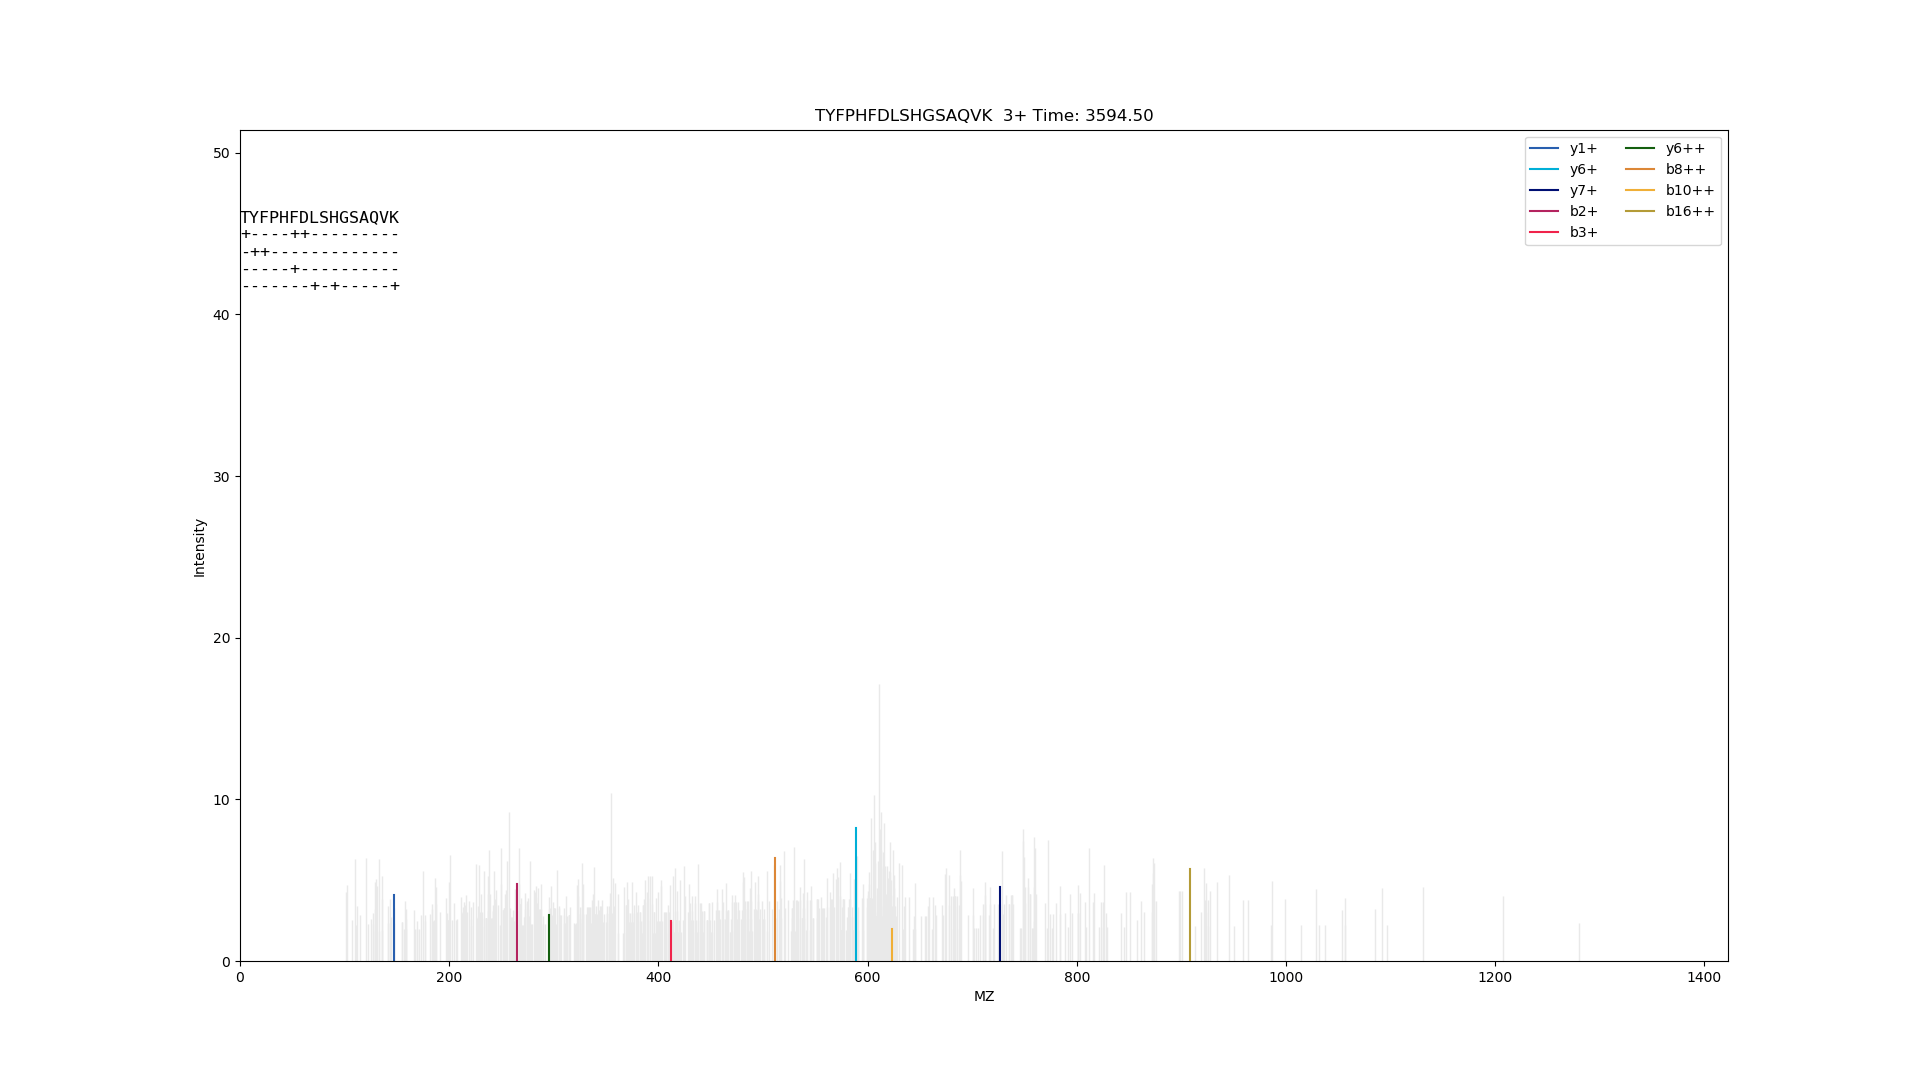 TYFPHFDLSHGSAQVK  3+ Time: 3594.50
50
40
30
20
10
0
Intensity
TYFPHFDLSHGSAQVK
+----++---------
-++-------------
-----+----------
-------+-+-----+
y1+
y6+
y7+
b2+
b3+
y6++
b8++
b10++
b16++
0 200 400 600 800 1000 1200 1400
MZ